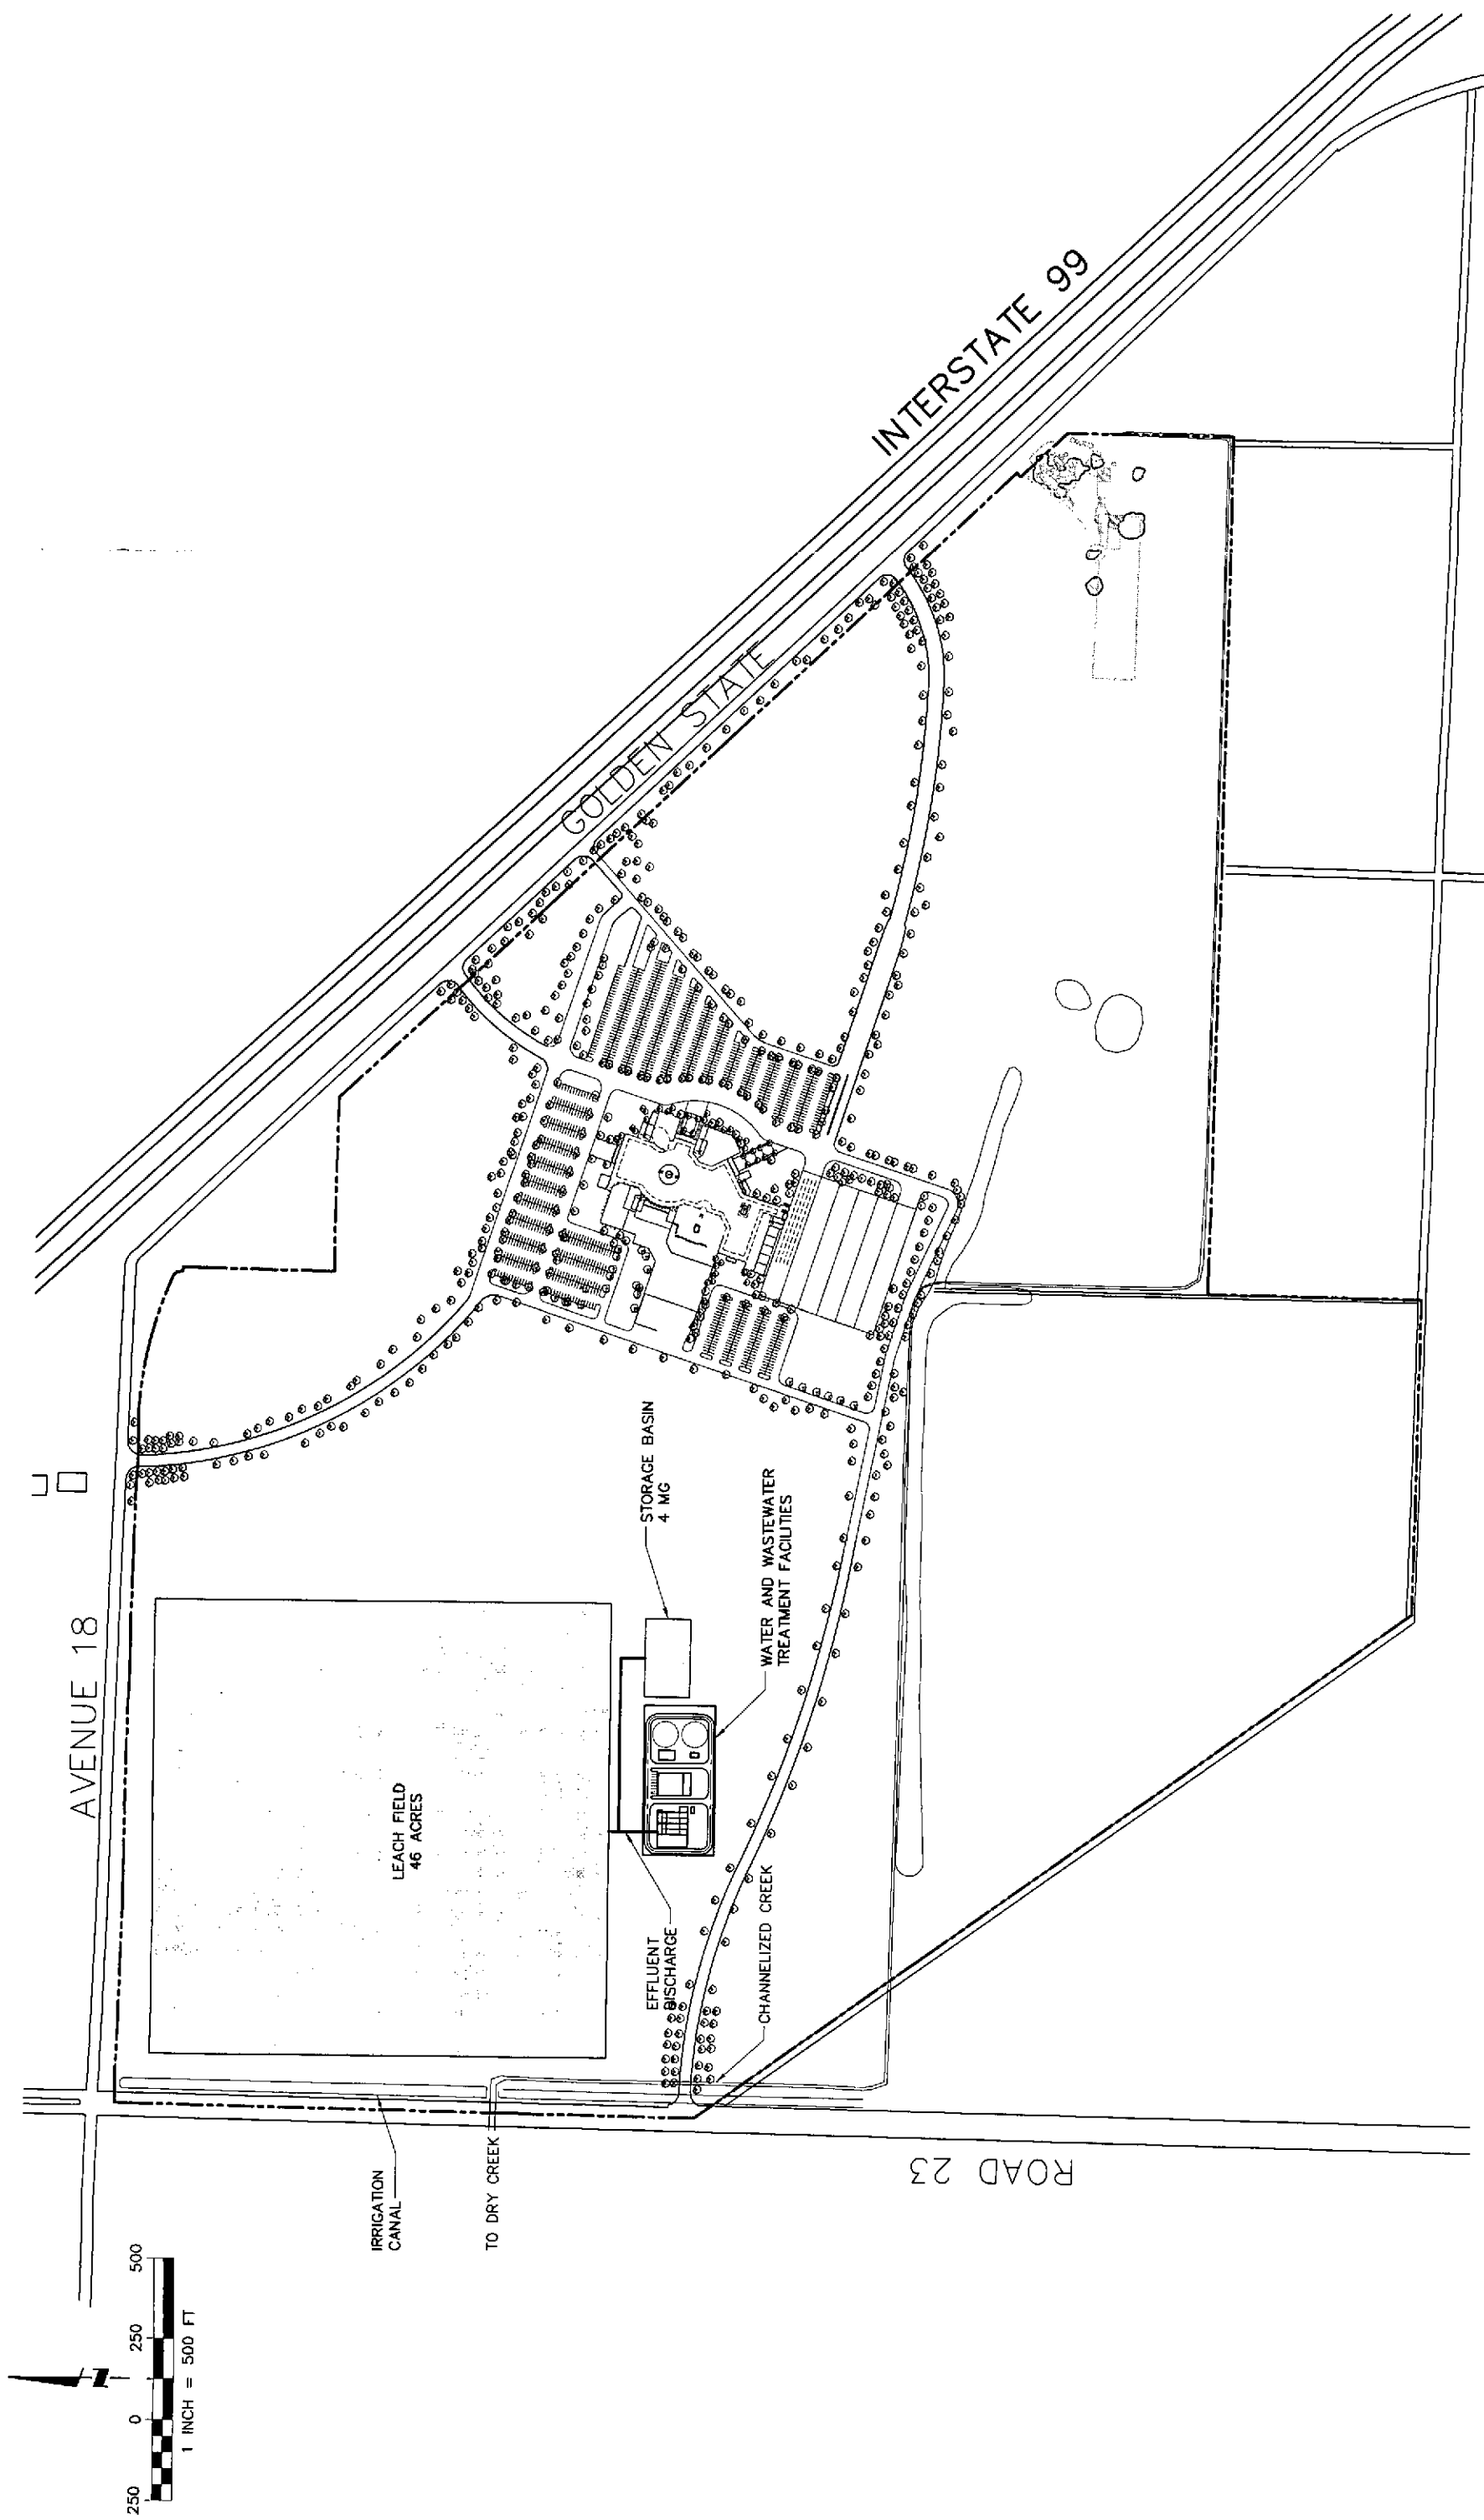 INTERSTATE 99
GOLDEN STATE
AVENUE 18
STORAGE BASIN
4 MG
WATER AND WASTEWATER
TREATMENT FACILITIES
LEACH FIELD
46 ACRES
EFFLUENT
DISCHARGE
CHANNELIZED CREEK
IRRIGATION
CANAL
TO DRY CREEK
ROAD 23
250 0 250 500
1 INCH = 500 FT